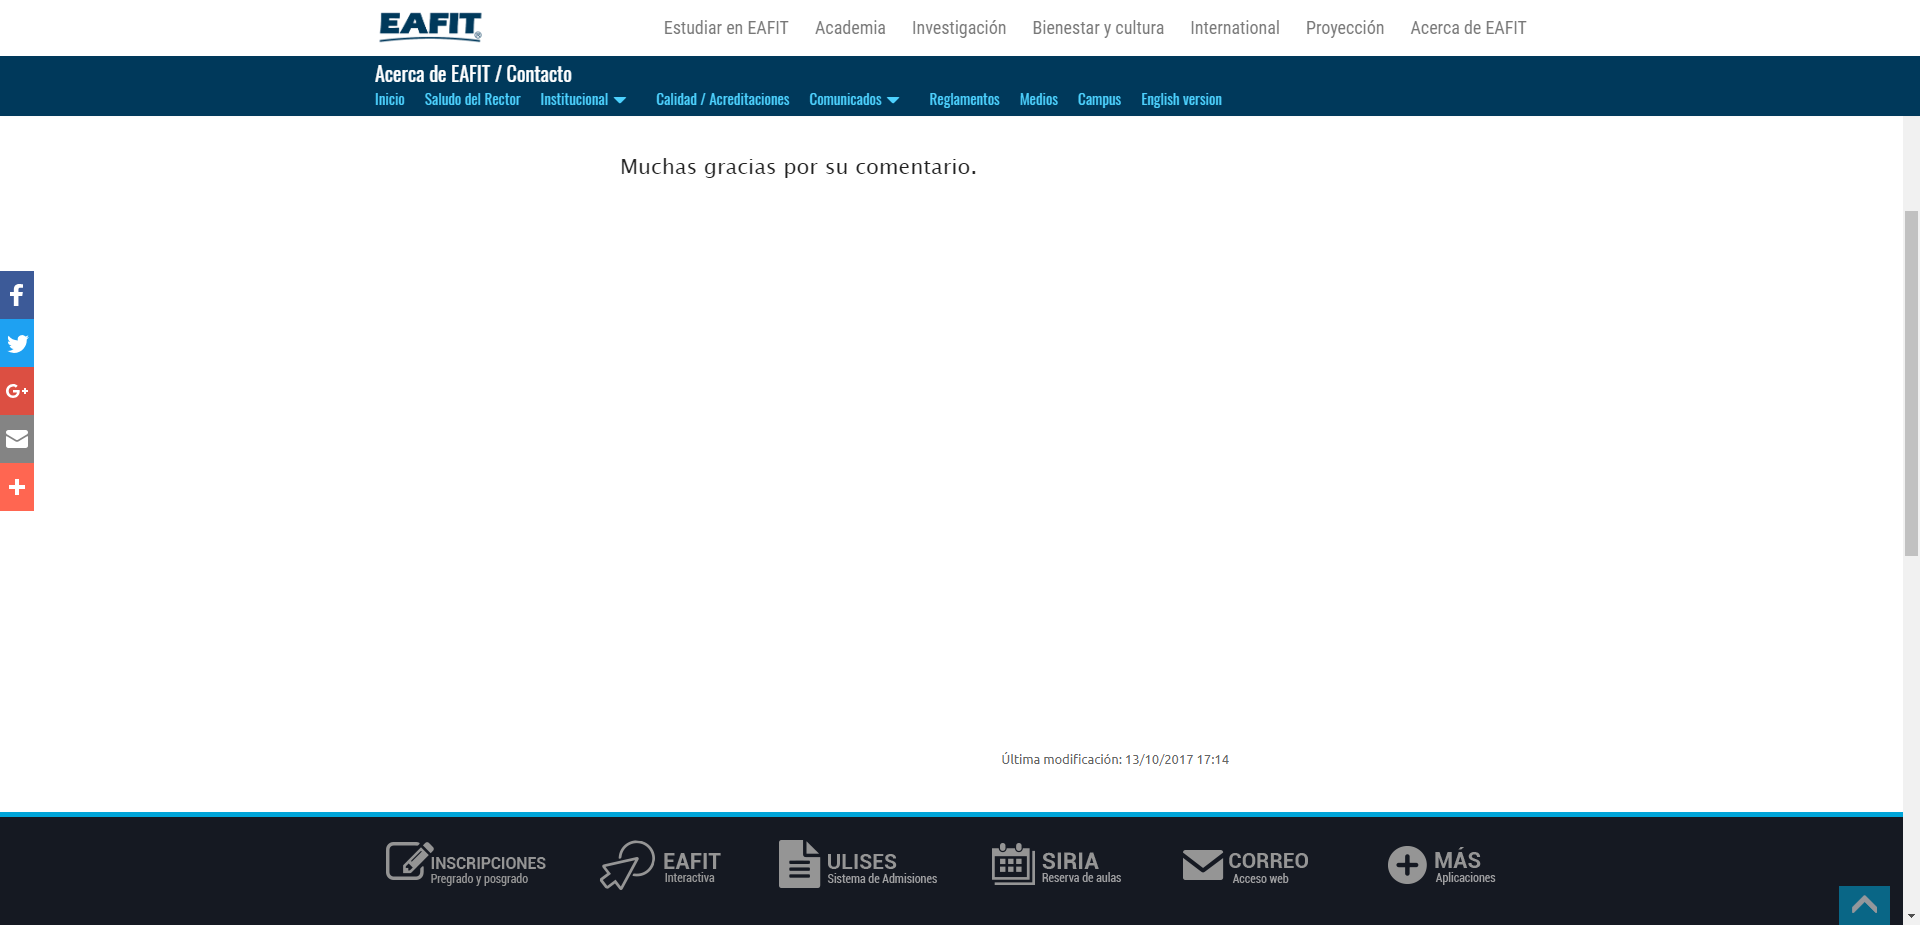 EAFIT®
Estudiar en EAFIT Academia Investigación Bienestar y cultura International Proyección Acerca de EAFIT
Acerca de EAFIT / Contacto
Inicio Saludo del Rector Institucional Calidad / Acreditaciones Comunicados Reglamentos Medios Campus English version
Muchas gracias por su comentario.
Última modificación: 13/10/2017 17:14
INSCRIPCIONES
Pregrado y posgrado
EAFIT
Interactiva
ULISES
Sistema de Admisiones
SIRIA
Reserva de aulas
CORREO
Acceso web
MÁS
Aplicaciones